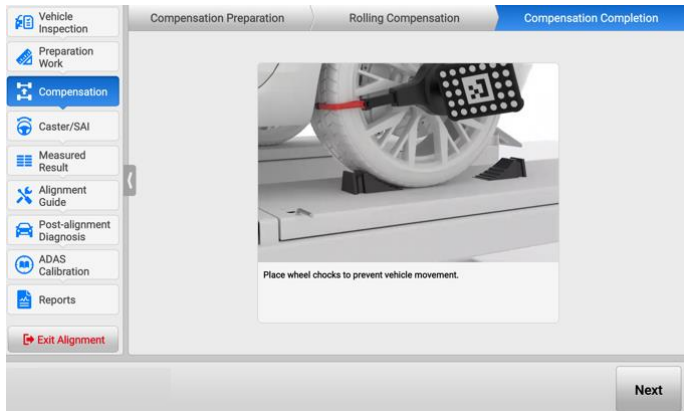 Vehicle
Inspection
Preparation
Work
Compensation
Caster/SAI
Measured
Result
Alignment
Guide
Post-alignment
Diagnosis
ADAS
Calibration
Reports
Exit Alignment
Compensation Preparation
Rolling Compensation
Compensation Completion
Place wheel chocks to prevent vehicle movement.
Next